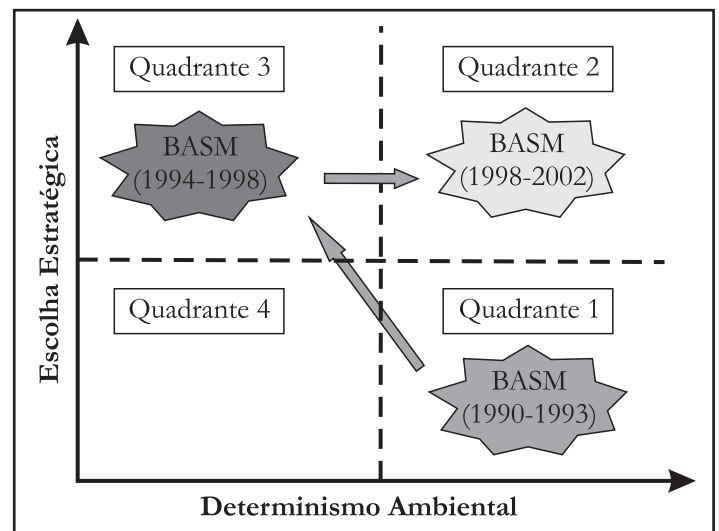 Quadrante 3
Quadrante 2
BASM
(1994-1998)
BASM
(1998-2002)
Escolha Estratégica
Quadrante 4
Quadrante 1
BASM
(1990-1993)
Determinismo Ambiental